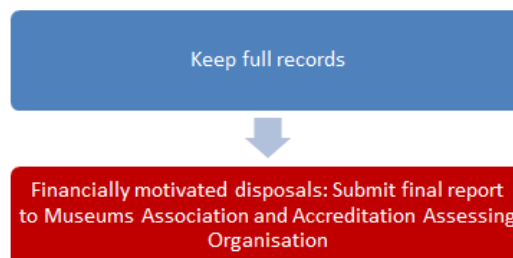 Keep full records
Financially motivated disposals: Submit final report
to Museums Association and Accreditation Assessing
Organisation